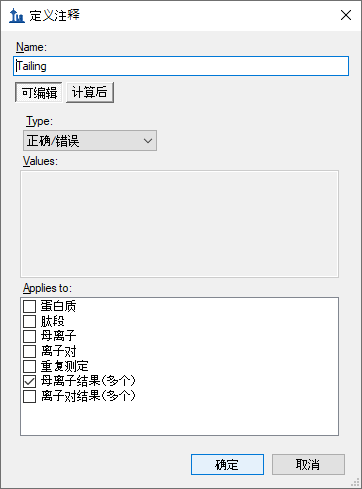 定义注释
Name:
Tailing
可编辑
计算后
Type:
正确/错误
Values:
Applies to:
蛋白质
肽段
母离子
离子对
重复测定
母离子结果(多个)
离子对结果(多个)
确定
取消